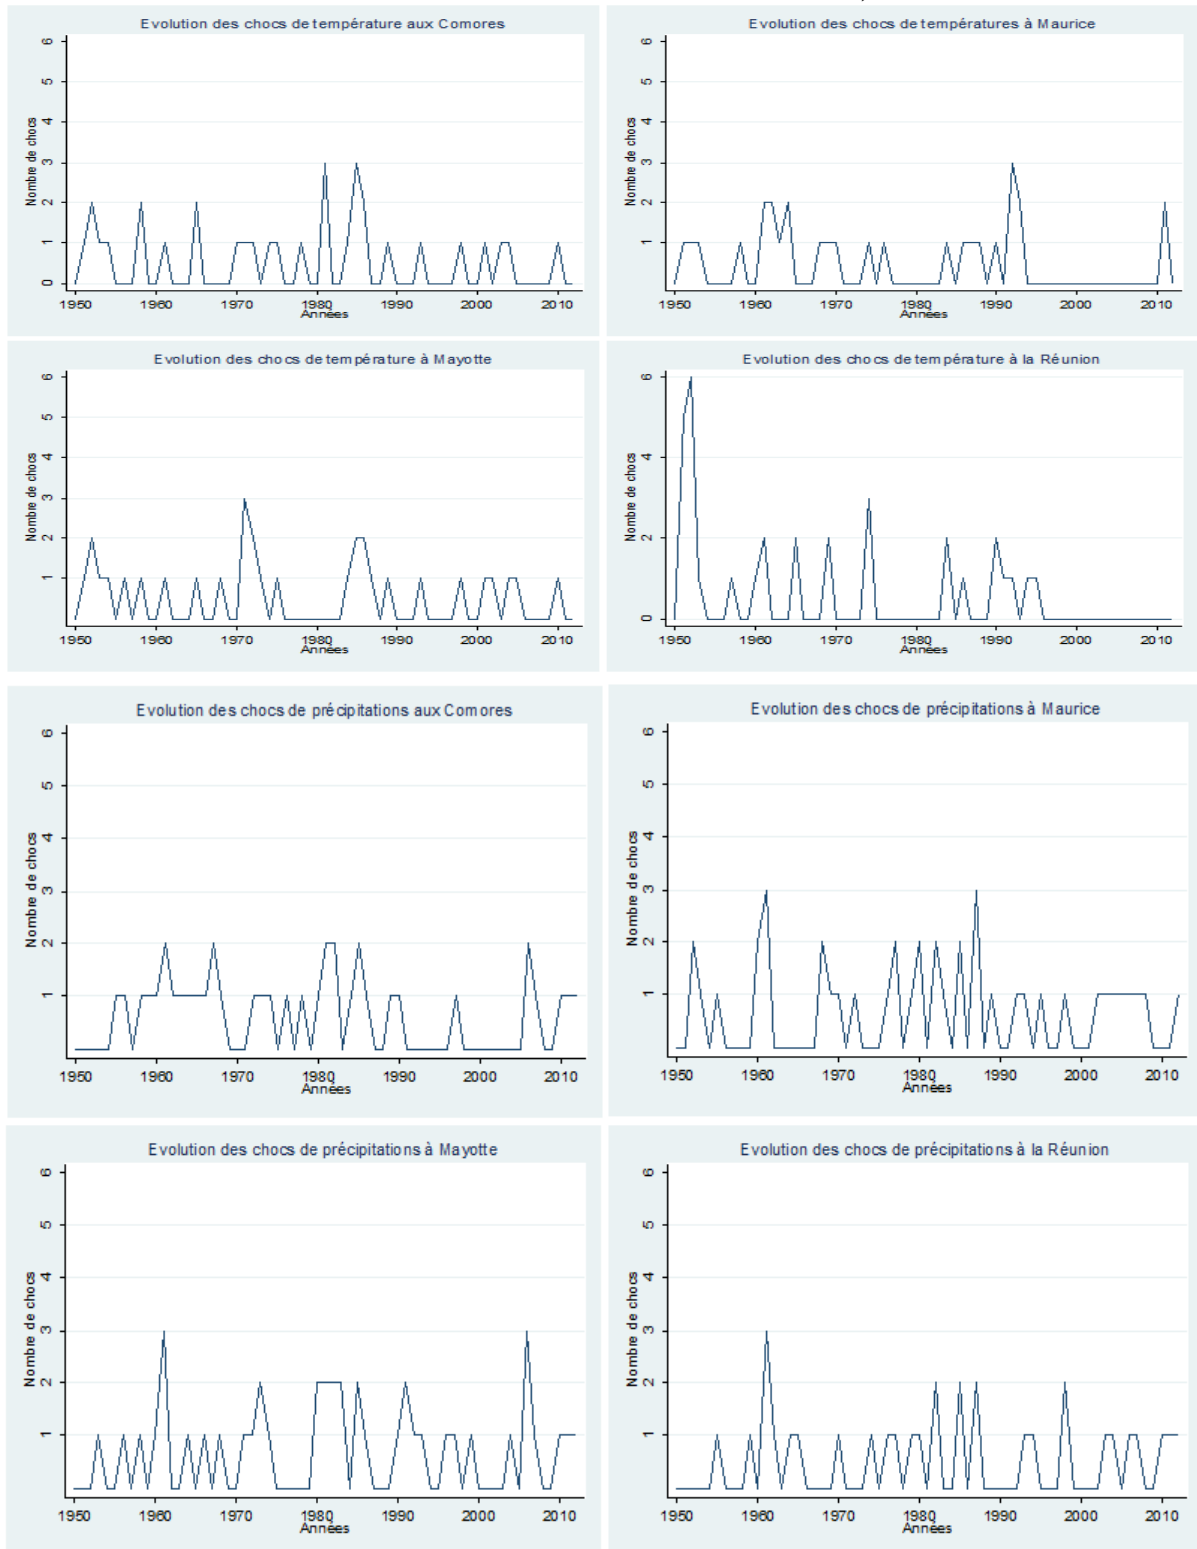 Evolution des chocs de température aux Comores
Nombre de chocs
6
5
4
3
2
1
0
1950 1960 1970 1980 1990 2000 2010
Années
Evolution des chocs de températures à Maurice
Nombre de chocs
6
5
4
3
2
1
0
1950 1960 1970 1980 1990 2000 2010
Années
Evolution des chocs de température à Mayotte
Nombre de chocs
6
5
4
3
2
1
1950 1960 1970 1980 1990 2000 2010
Années
Evolution des chocs de température à la Réunion
Nombre de chocs
6
4
2
0
1950 1960 1970 1980 1990 2000 2010
Années
Evolution des chocs de précipitations aux Comores
Nombre de chocs
6
5
4
3
2
1
1950 1960 1970 1980 1990 2000 2010
Années
Evolution des chocs de précipitations à Maurice
Nombre de chocs
6
5
4
3
2
1
1950 1960 1970 1980 1990 2000 2010
Années
Evolution des chocs de précipitations à Mayotte
Nombre de chocs
6
5
4
3
2
1
1950 1960 1970 1980 1990 2000 2010
Années
Evolution des chocs de précipitations à la Réunion
Nombre de chocs
6
5
4
3
2
1
1950 1960 1970 1980 1990 2000 2010
Années